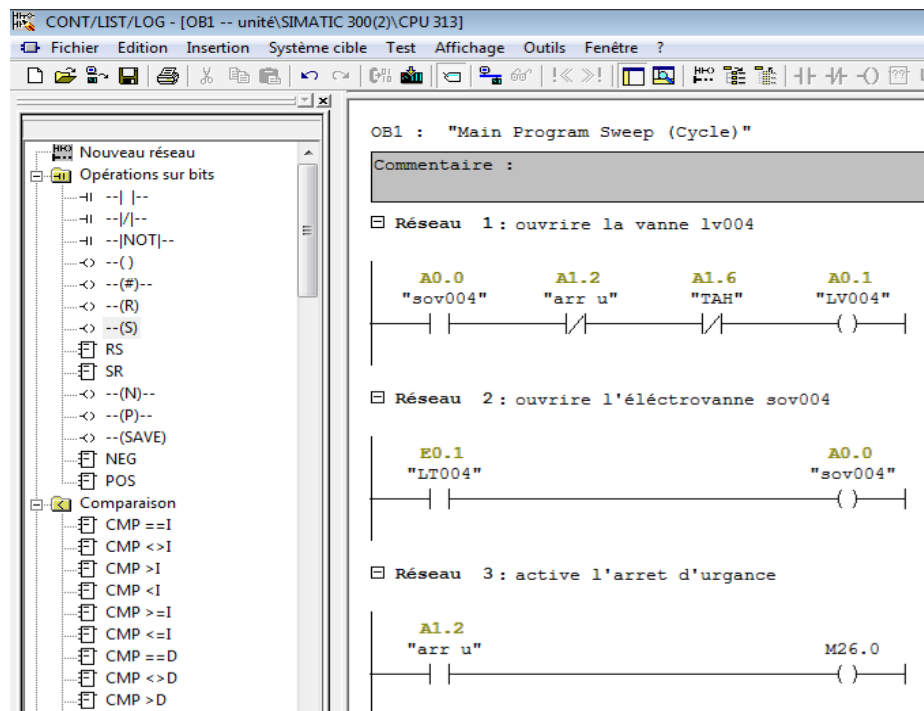 CONT/LIST/LOG - [OB1 -- unité\SIMATIC 300(2)\CPU 313]
Fichier Edition Insertion Système cible Test Affichage Outils Fenêtre ?
Nouveau réseau
Opérations sur bits
--| |--
--|/|--
--|NOT|--
--( )
--(#)--
--(R)
--(S)
RS
SR
--(N)--
--(P)--
--(SAVE)
NEG
POS
Comparaison
CMP ==I
CMP <>I
CMP >I
CMP <I
CMP >=I
CMP <=I
CMP ==D
CMP <>D
CMP >D
OB1 : "Main Program Sweep (Cycle)"
Commentaire :
Réseau 1 : ouvrire la vanne lv004
A0.0 A1.2 A1.6 A0.1
"sov004" "arr u" "TAH" "LV004"
Réseau 2 : ouvrire l'éléctrovanne sov004
E0.1 A0.0
"LT004" "sov004"
Réseau 3 : active l'arret d'urgance
A1.2
"arr u" M26.0